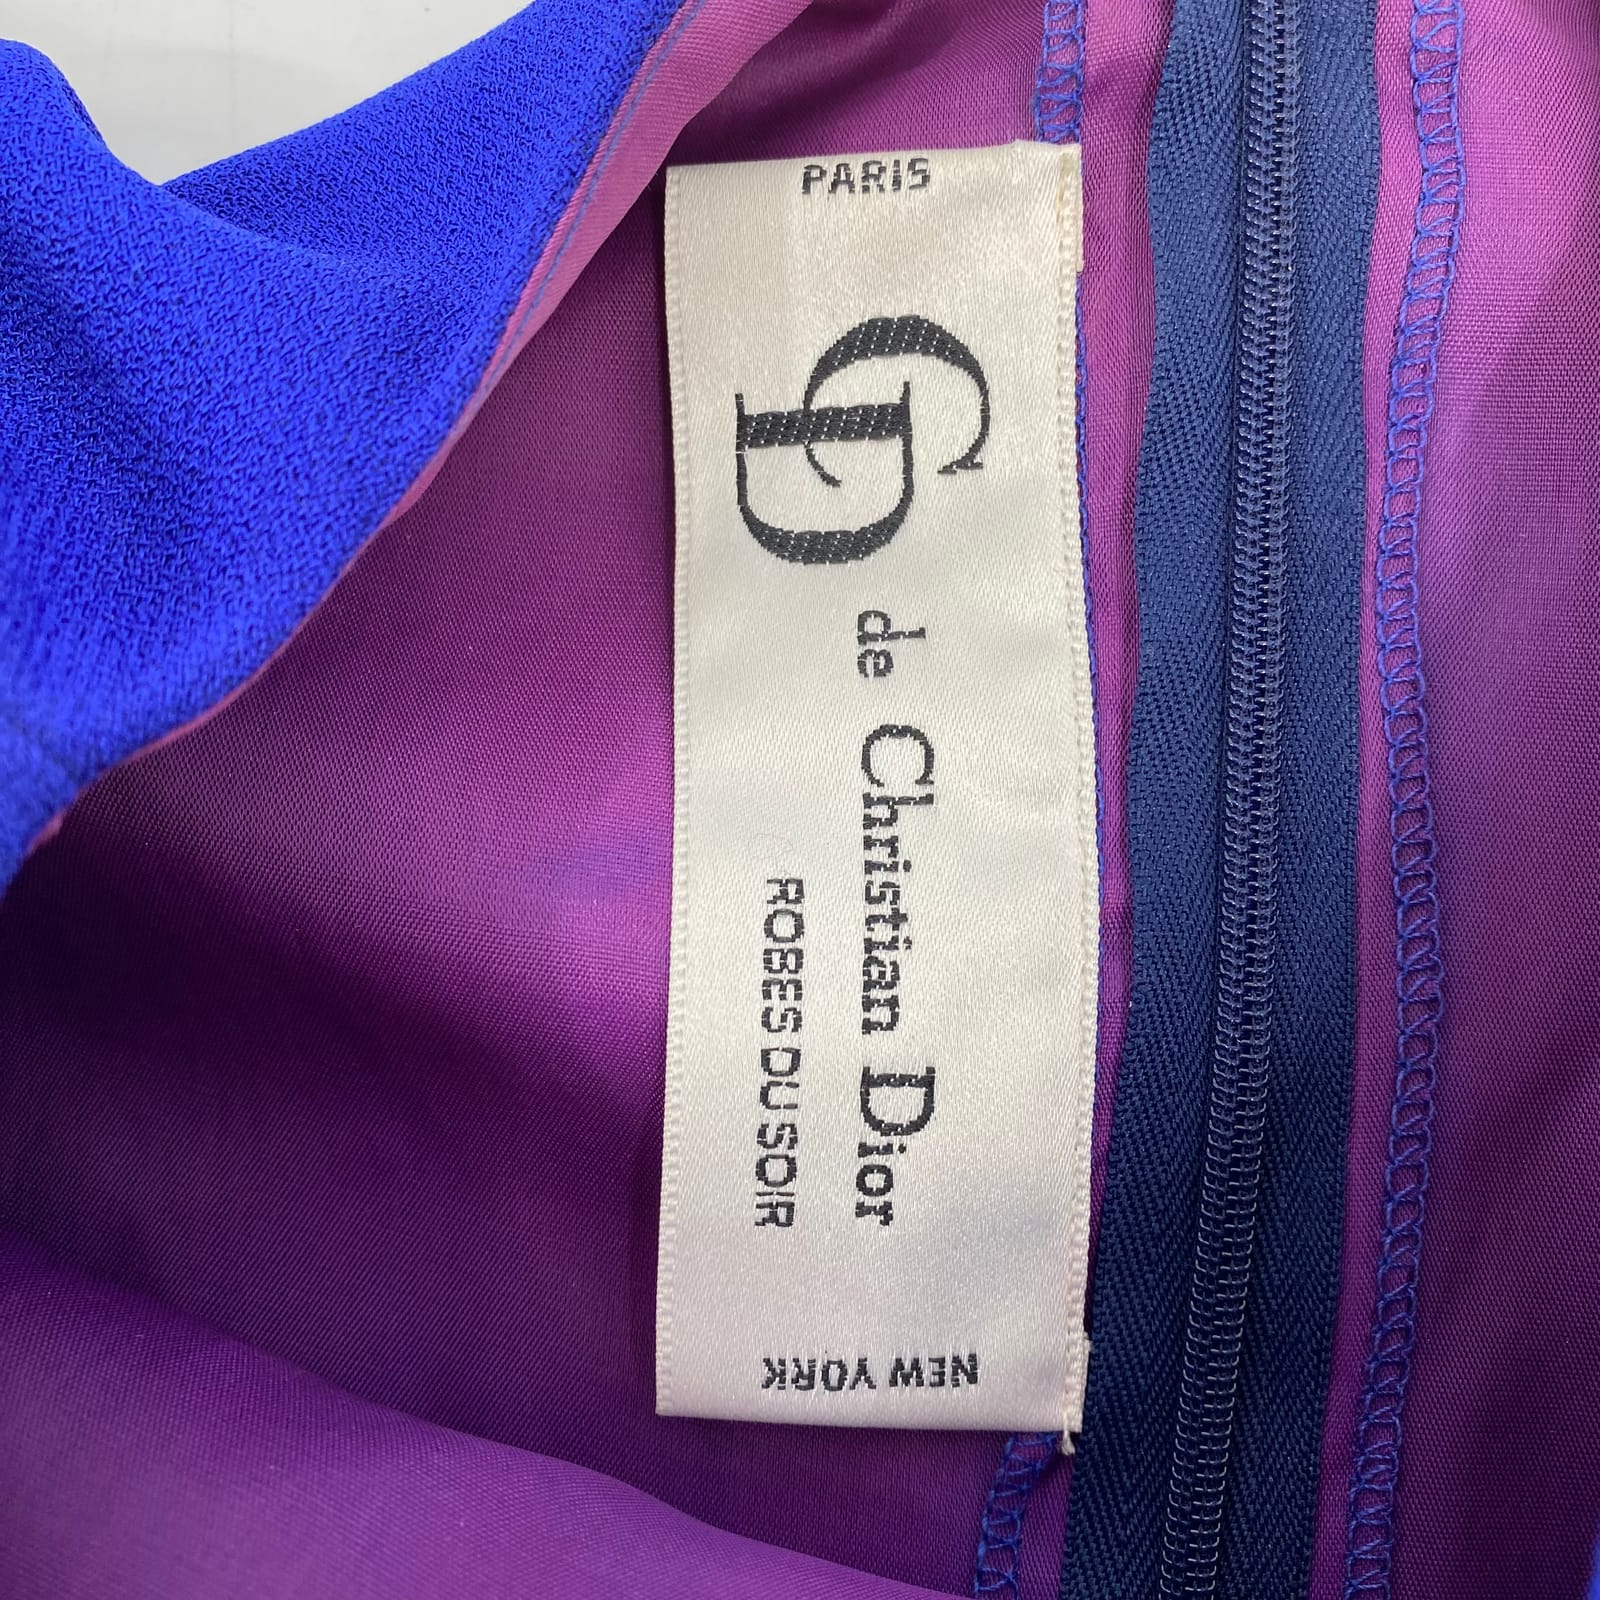 PARIS
CD de Christian Dior
ROBES DU SOIR
NEW YORK